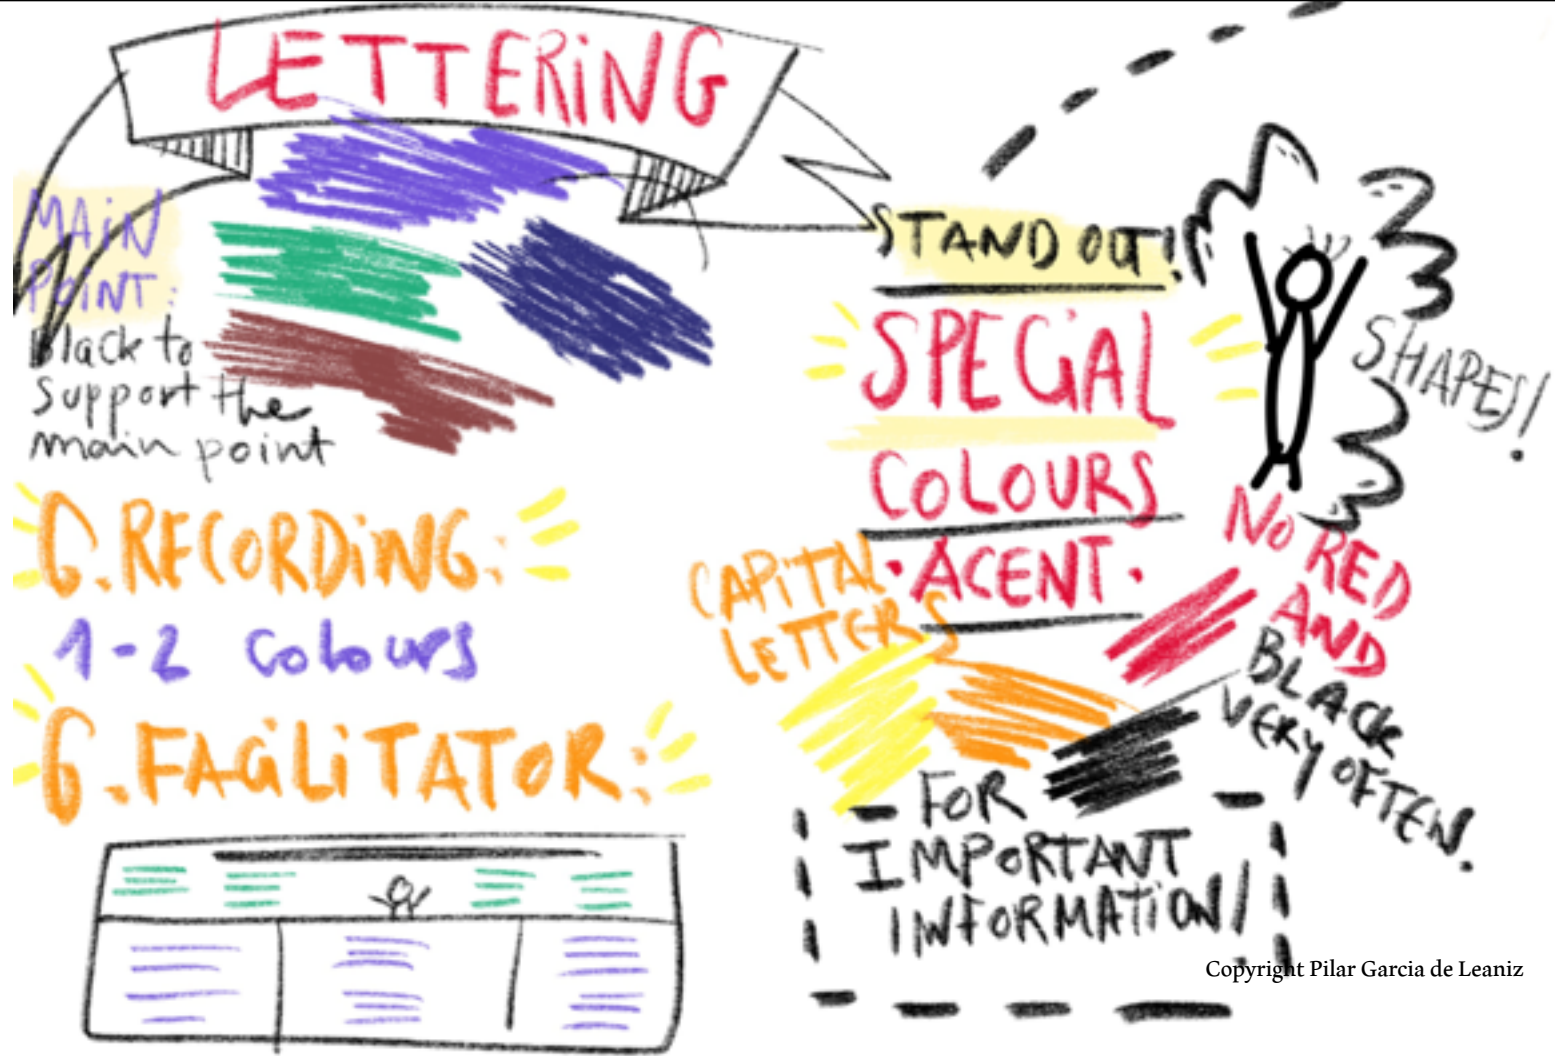 LETTERiNG
MAiN
POiNT:
Black to
support the
main point
G.RECORDiNG:
1-2 colours
G.FACiLiTATOR:
STAND OUT!
SPECiAL
COLOURS
·ACENT·
CAPiTAL
LETTERS
SHAPES!
NO RED
AND
BLACK
VERY OFTEN.
FOR
IMPORTANT
INFORMATiON!
Copyright Pilar Garcia de Leaniz